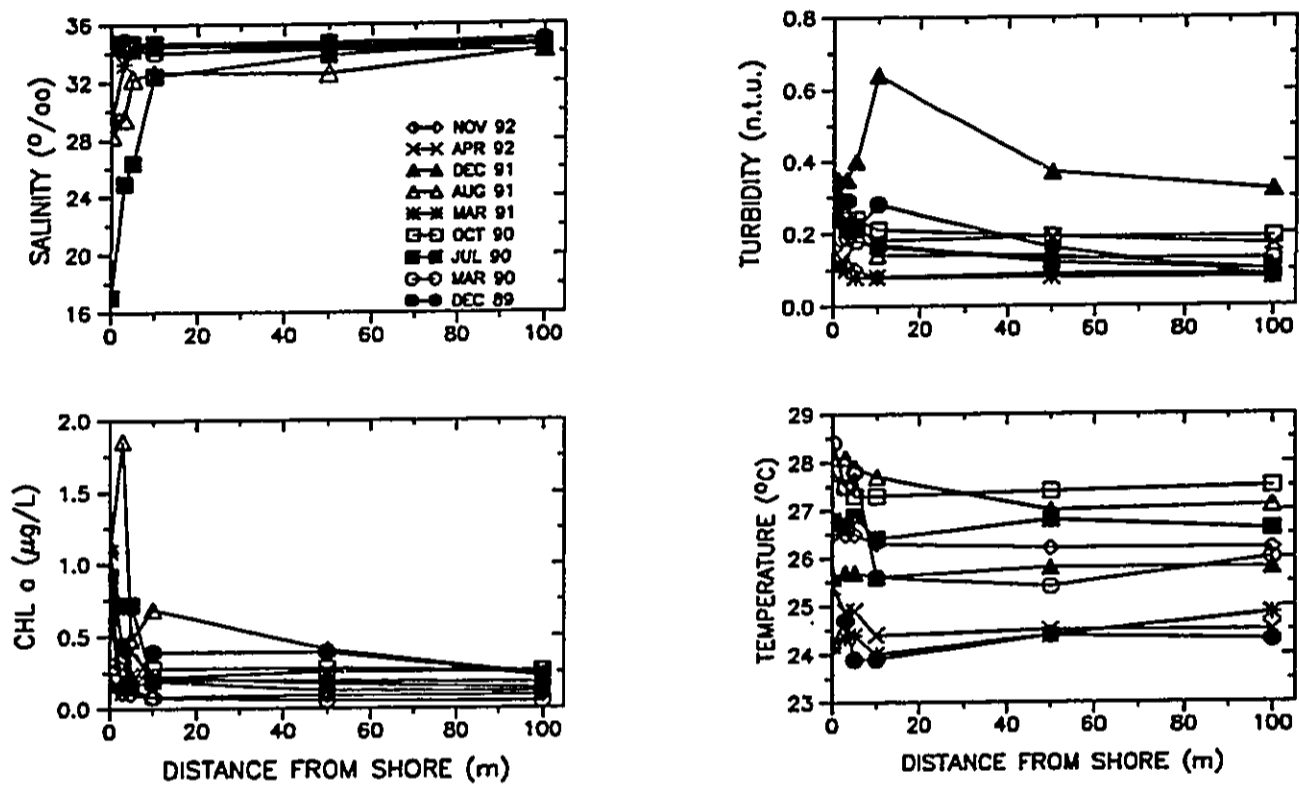 36
32
28
24
20
16
SALINITY (°/oo)
NOV 92
APR 92
DEC 91
AUG 91
MAR 91
OCT 90
JUL 90
MAR 90
DEC 89
0 20 40 60 80 100
0.8
0.6
0.4
0.2
0.0
TURBIDITY (n.t.u.)
0 20 40 60 80 100
2.0
1.5
1.0
0.5
0.0
CHL a (µg/L)
0 20 40 60 80 100
DISTANCE FROM SHORE (m)
29
28
27
26
25
24
23
TEMPERATURE (°C)
0 20 40 60 80 100
DISTANCE FROM SHORE (m)